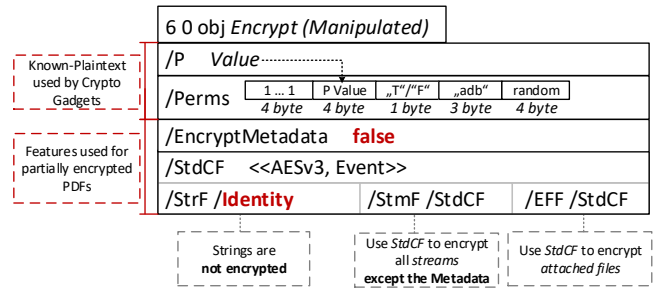 6 0 obj Encrypt (Manipulated)
Known-Plaintext
used by Crypto
Gadgets
/P Value
/Perms
1 ... 1 P Value „T“/“F“ „adb“ random
4 byte 4 byte 1 byte 3 byte 4 byte
/EncryptMetadata false
Features used for
partially encrypted
PDFs
/StdCF <<AESv3, Event>>
/StrF /Identity /StmF /StdCF /EFF /StdCF
Strings are
not encrypted
Use StdCF to encrypt
all streams
except the Metadata
Use StdCF to encrypt
attached files